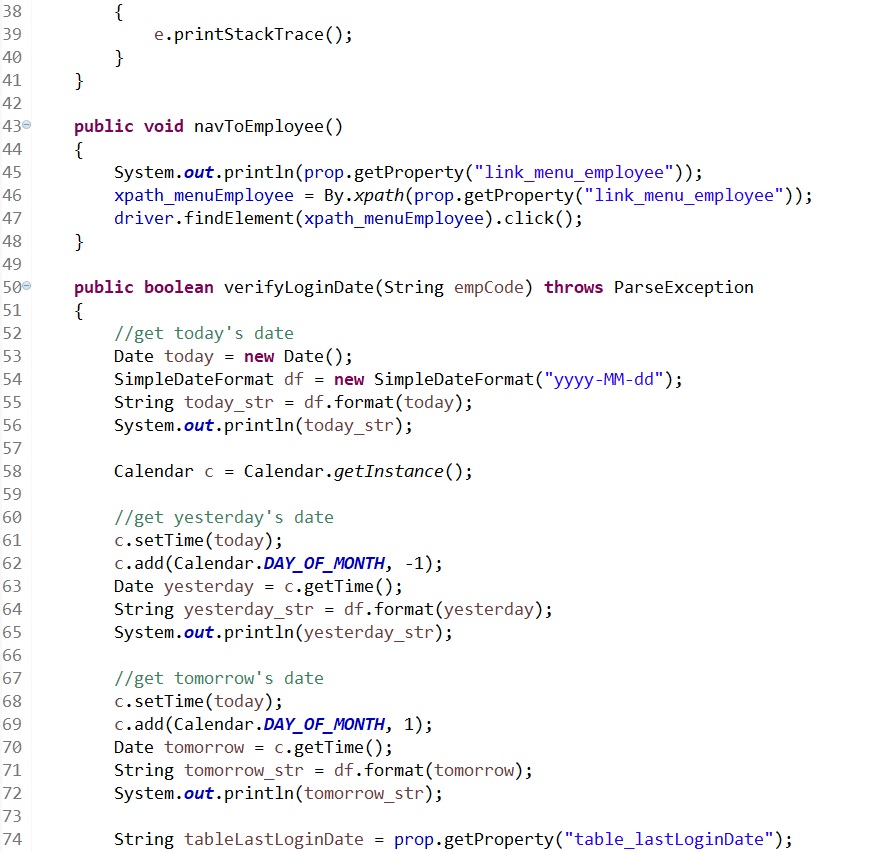 38         {
39             e.printStackTrace();
40         }
41     }
42
43     public void navToEmployee()
44     {
45         System.out.println(prop.getProperty("link_menu_employee"));
46         xpath_menuEmployee = By.xpath(prop.getProperty("link_menu_employee"));
47         driver.findElement(xpath_menuEmployee).click();
48     }
49
50     public boolean verifyLoginDate(String empCode) throws ParseException
51     {
52         //get today's date
53         Date today = new Date();
54         SimpleDateFormat df = new SimpleDateFormat("yyyy-MM-dd");
55         String today_str = df.format(today);
56         System.out.println(today_str);
57
58         Calendar c = Calendar.getInstance();
59
60         //get yesterday's date
61         c.setTime(today);
62         c.add(Calendar.DAY_OF_MONTH, -1);
63         Date yesterday = c.getTime();
64         String yesterday_str = df.format(yesterday);
65         System.out.println(yesterday_str);
66
67         //get tomorrow's date
68         c.setTime(today);
69         c.add(Calendar.DAY_OF_MONTH, 1);
70         Date tomorrow = c.getTime();
71         String tomorrow_str = df.format(tomorrow);
72         System.out.println(tomorrow_str);
73
74         String tableLastLoginDate = prop.getProperty("table_lastLoginDate");